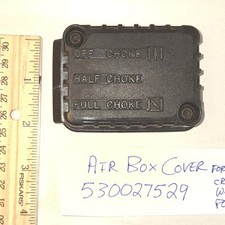 OFF CHOKE
HALF CHOKE
FULL CHOKE
AIR BOX COVER
530027529
FOR